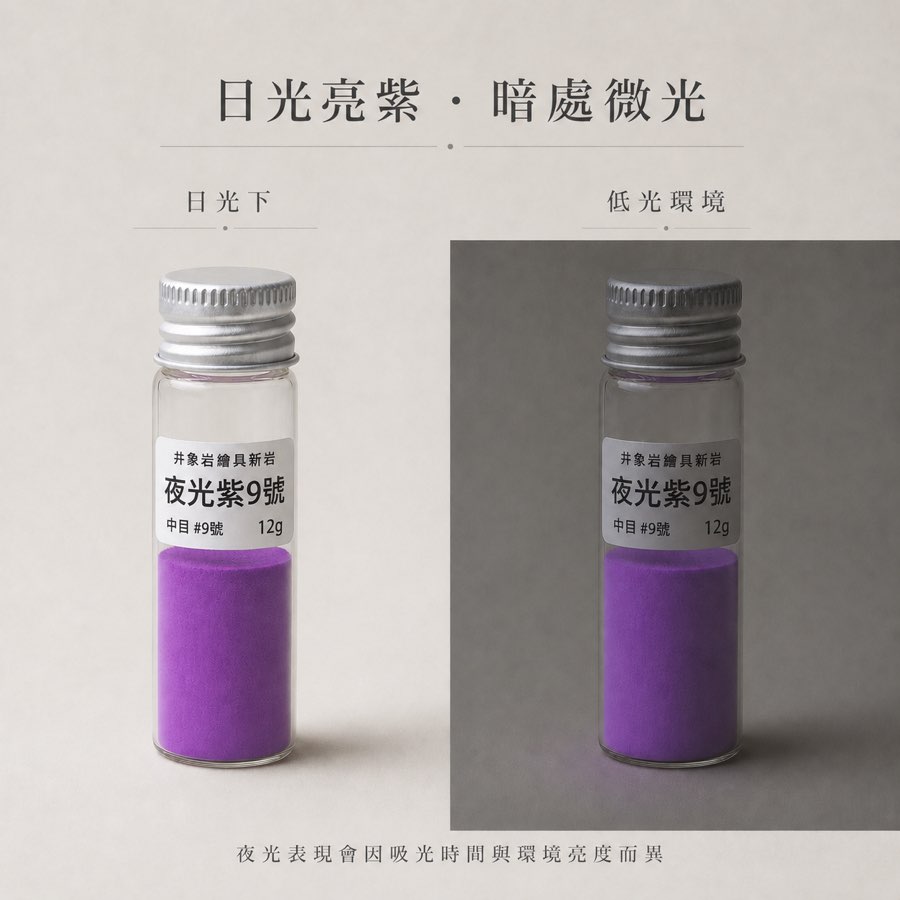 日光亮紫・暗處微光
日光下
低光環境
井象岩繪具新岩
夜光紫9號
中目 #9號 12g
井象岩繪具新岩
夜光紫9號
中目 #9號 12g
夜光表現會因吸光時間與環境亮度而異